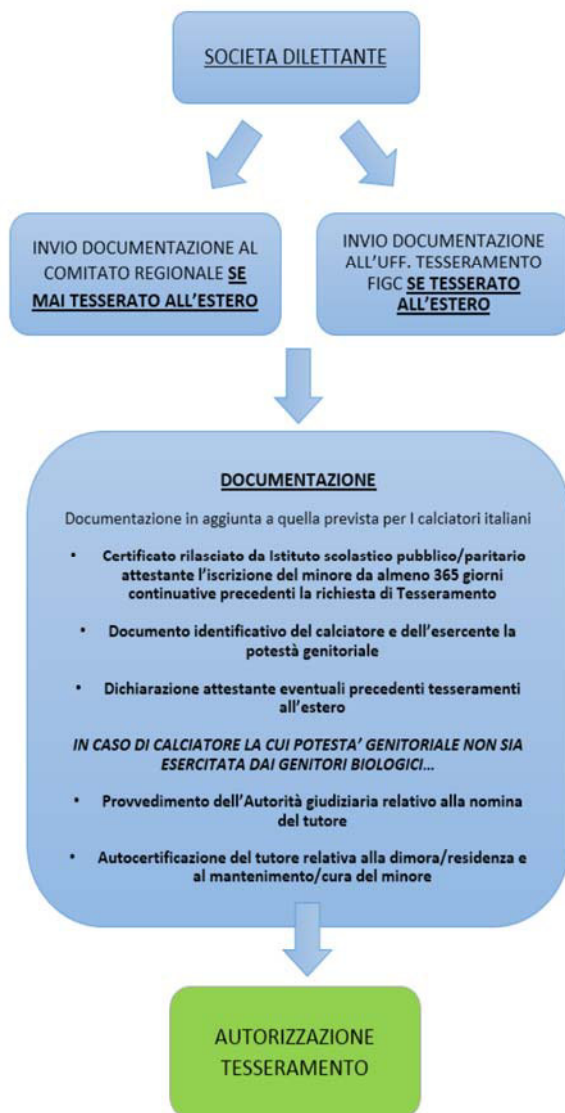 SOCIETA DILETTANTE
INVIO DOCUMENTAZIONE AL
COMITATO REGIONALE SE
MAI TESSERATO ALL'ESTERO
INVIO DOCUMENTAZIONE
ALL'UFF. TESSERAMENTO
FIGC SE TESSERATO
ALL'ESTERO
DOCUMENTAZIONE
Documentazione in aggiunta a quella prevista per I calciatori italiani
• Certificato rilasciato da Istituto scolastico pubblico/paritario
attestante l'iscrizione del minore da almeno 365 giorni
continuative precedenti la richiesta di Tesseramento
• Documento identificativo del calciatore e dell'esercente la
potestà genitoriale
• Dichiarazione attestante eventuali precedenti tesseramenti
all'estero
IN CASO DI CALCIATORE LA CUI POTESTA' GENITORIALE NON SIA
ESERCITATA DAI GENITORI BIOLOGICI...
• Provvedimento dell'Autorità giudiziaria relativo alla nomina
del tutore
• Autocertificazione del tutore relativa alla dimora/residenza e
al mantenimento/cura del minore
AUTORIZZAZIONE
TESSERAMENTO